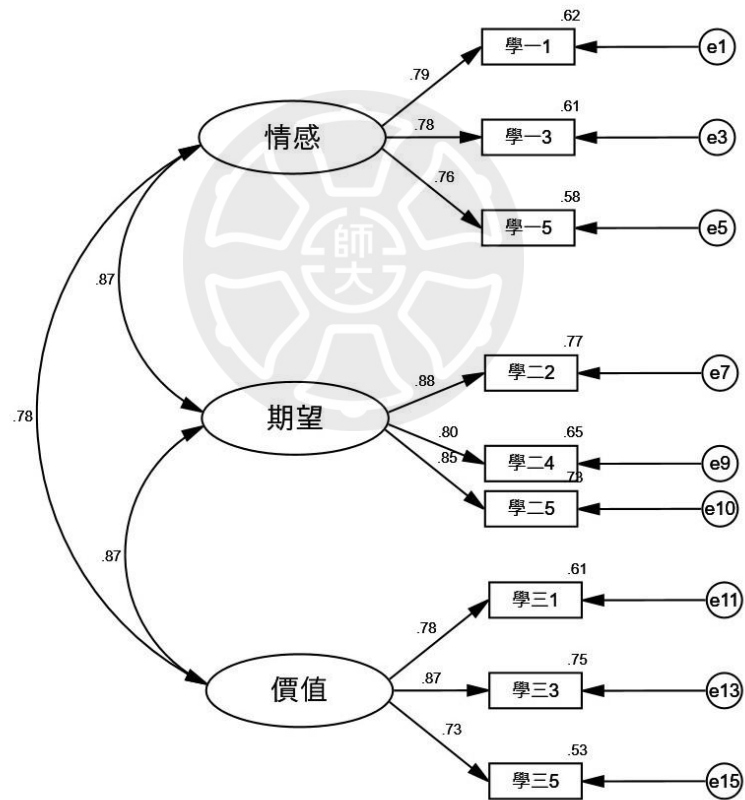 .62
學一1
e1
.79
.61
情感
.78
學一3
e3
.76
.58
學一5
e5
師大
.87
.77
學二2
e7
.88
.78
期望
.80
.65
學二4
e9
.85
.73
學二5
e10
.87
.61
學三1
e11
.78
.75
價值
.87
學三3
e13
.73
.53
學三5
e15